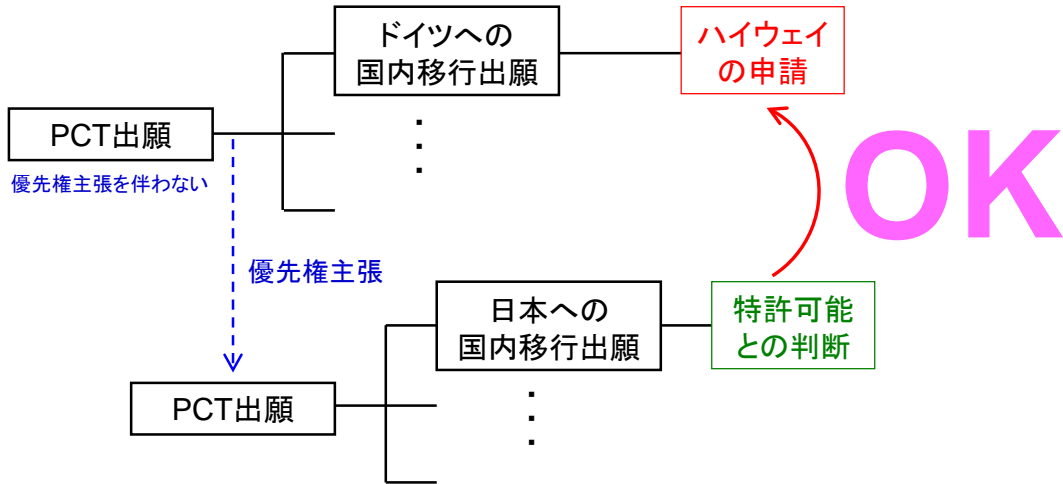 ドイツへの
国内移行出願
ハイウェイ
の申請
PCT出願
優先権主張を伴わない
OK
優先権主張
日本への
国内移行出願
特許可能
との判断
PCT出願